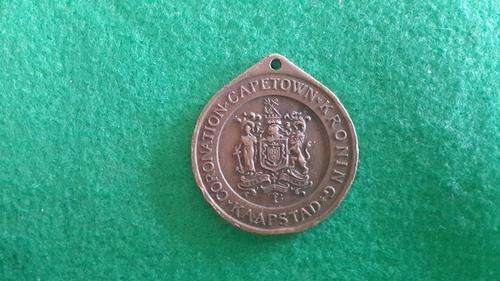 CORONATION · CAPETOWN · KRONING · KAAPSTAD ·